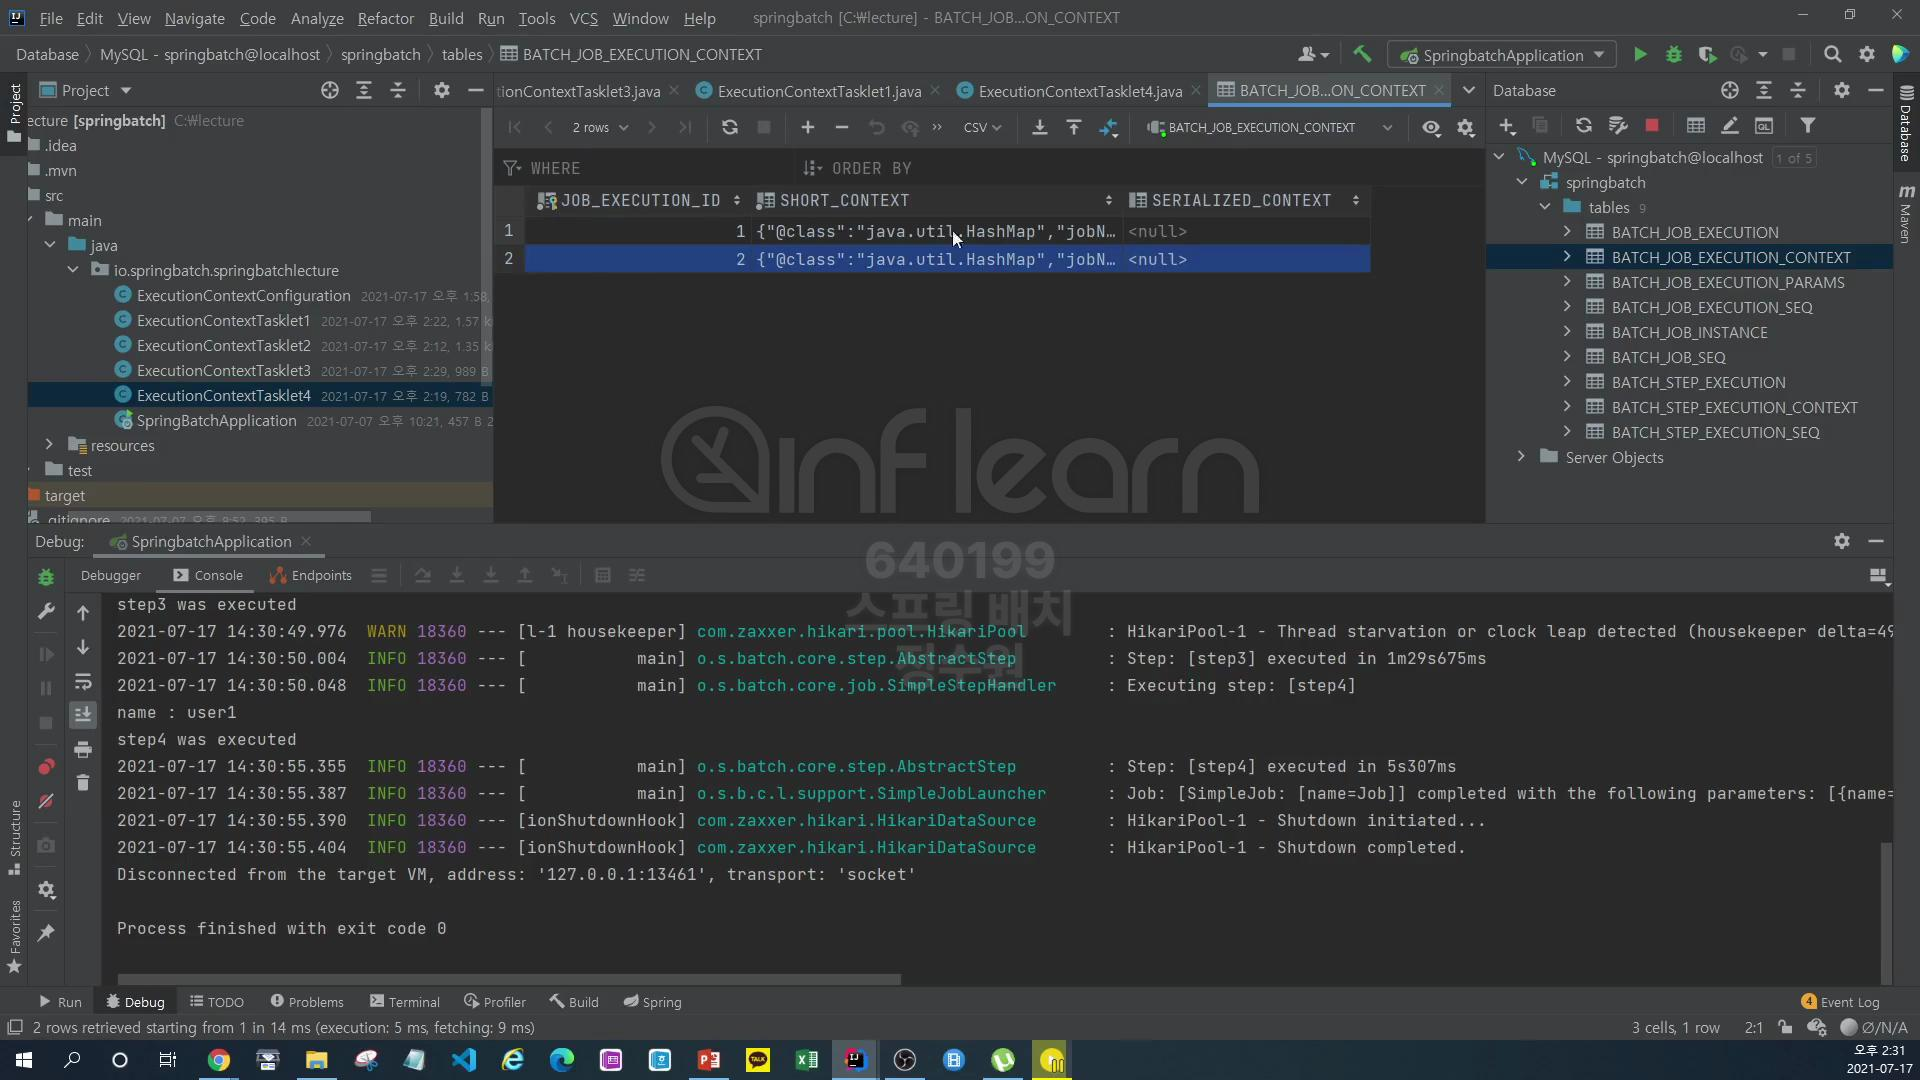 File Edit View Navigate Code Analyze Refactor Build Run Tools VCS Window Help springbatch [C:\lecture] - BATCH_JOB...ON_CONTEXT
Database MySQL - springbatch@localhost springbatch tables BATCH_JOB_EXECUTION_CONTEXT SpringbatchApplication
Project
tionContextTasklet3.java ExecutionContextTasklet1.java ExecutionContextTasklet4.java BATCH_JOB...ON_CONTEXT
Database
2 rows CSV BATCH_JOB_EXECUTION_CONTEXT
WHERE ORDER BY
JOB_EXECUTION_ID SHORT_CONTEXT SERIALIZED_CONTEXT
1 1 {"@class":"java.util.HashMap","jobN... <null>
2 2 {"@class":"java.util.HashMap","jobN... <null>
ecture [springbatch] C:\lecture
.idea
.mvn
src
main
java
io.springbatch.springbatchlecture
ExecutionContextConfiguration 2021-07-17 오후 1:58,
ExecutionContextTasklet1 2021-07-17 오후 2:22, 1.57 k
ExecutionContextTasklet2 2021-07-17 오후 2:12, 1.35 k
ExecutionContextTasklet3 2021-07-17 오후 2:29, 989 B
ExecutionContextTasklet4 2021-07-17 오후 2:19, 782 B
SpringBatchApplication 2021-07-07 오후 10:21, 457 B 2
resources
test
target
.gitignore 2021-07-07 오후 8:52, 395 B
MySQL - springbatch@localhost 1 of 5
springbatch
tables 9
BATCH_JOB_EXECUTION
BATCH_JOB_EXECUTION_CONTEXT
BATCH_JOB_EXECUTION_PARAMS
BATCH_JOB_EXECUTION_SEQ
BATCH_JOB_INSTANCE
BATCH_JOB_SEQ
BATCH_STEP_EXECUTION
BATCH_STEP_EXECUTION_CONTEXT
BATCH_STEP_EXECUTION_SEQ
Server Objects
Project
Database
Maven
Structure
Favorites
inflearn
640199
스프링 배치
정수원
Debug: SpringbatchApplication
Debugger Console Endpoints
step3 was executed
2021-07-17 14:30:49.976 WARN 18360 --- [l-1 housekeeper] com.zaxxer.hikari.pool.HikariPool : HikariPool-1 - Thread starvation or clock leap detected (housekeeper delta=49
2021-07-17 14:30:50.004 INFO 18360 --- [ main] o.s.batch.core.step.AbstractStep : Step: [step3] executed in 1m29s675ms
2021-07-17 14:30:50.048 INFO 18360 --- [ main] o.s.batch.core.job.SimpleStepHandler : Executing step: [step4]
name : user1
step4 was executed
2021-07-17 14:30:55.355 INFO 18360 --- [ main] o.s.batch.core.step.AbstractStep : Step: [step4] executed in 5s307ms
2021-07-17 14:30:55.387 INFO 18360 --- [ main] o.s.b.c.l.support.SimpleJobLauncher : Job: [SimpleJob: [name=Job]] completed with the following parameters: [{name=
2021-07-17 14:30:55.390 INFO 18360 --- [ionShutdownHook] com.zaxxer.hikari.HikariDataSource : HikariPool-1 - Shutdown initiated...
2021-07-17 14:30:55.404 INFO 18360 --- [ionShutdownHook] com.zaxxer.hikari.HikariDataSource : HikariPool-1 - Shutdown completed.
Disconnected from the target VM, address: '127.0.0.1:13461', transport: 'socket'
Process finished with exit code 0
Run Debug TODO Problems Terminal Profiler Build Spring 4 Event Log
2 rows retrieved starting from 1 in 14 ms (execution: 5 ms, fetching: 9 ms) 3 cells, 1 row 2:1 Ø/N/A
오후 2:31
2021-07-17